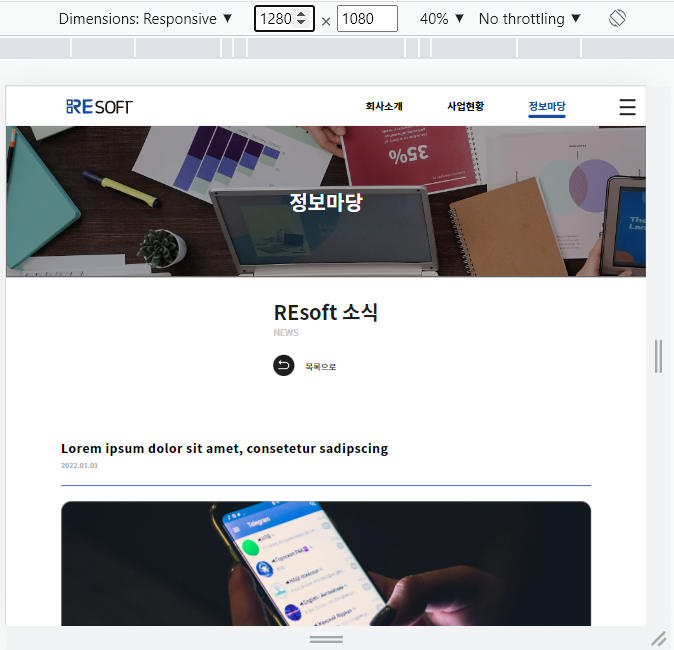 Dimensions: Responsive ▼ 1280 × 1080 40% ▼ No throttling ▼
RESOFT 회사소개 사업현황 정보마당
35%
정보마당
REsoft 소식
NEWS
목록으로
Lorem ipsum dolor sit amet, consetetur sadipscing
2022.01.01
Telegram